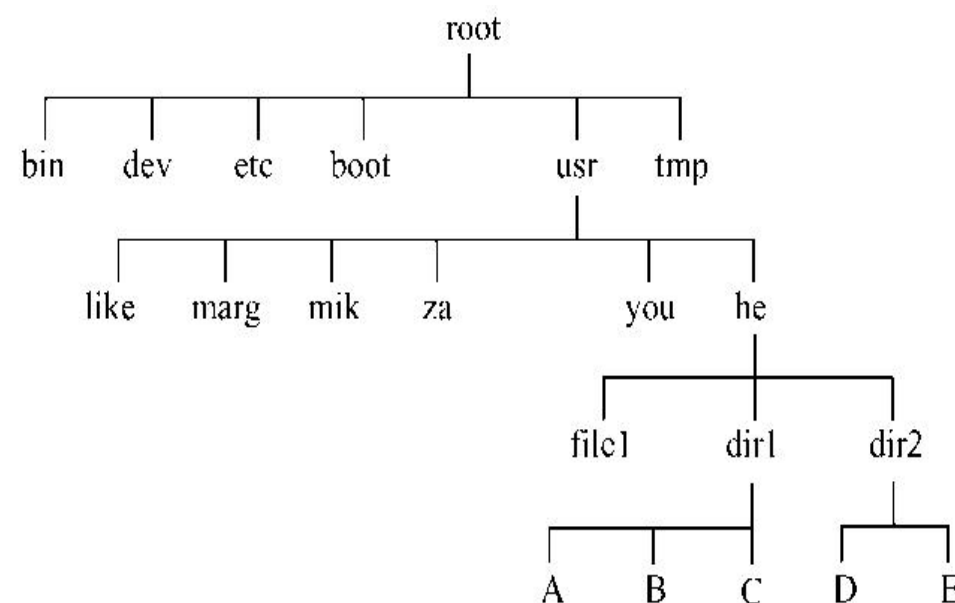 root
bin dev etc boot usr tmp
like marg mik za you he
file1 dir1 dir2
A B C D E